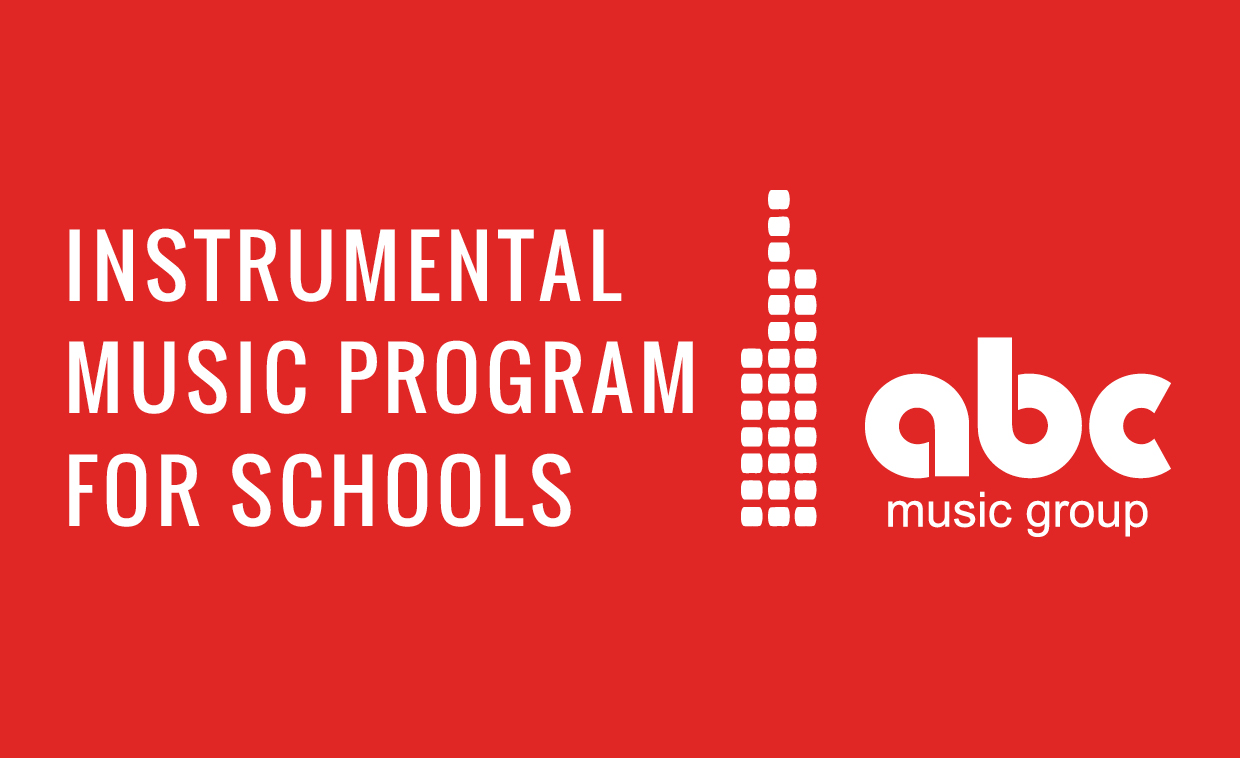 INSTRUMENTAL
MUSIC PROGRAM
FOR SCHOOLS
abc
music group